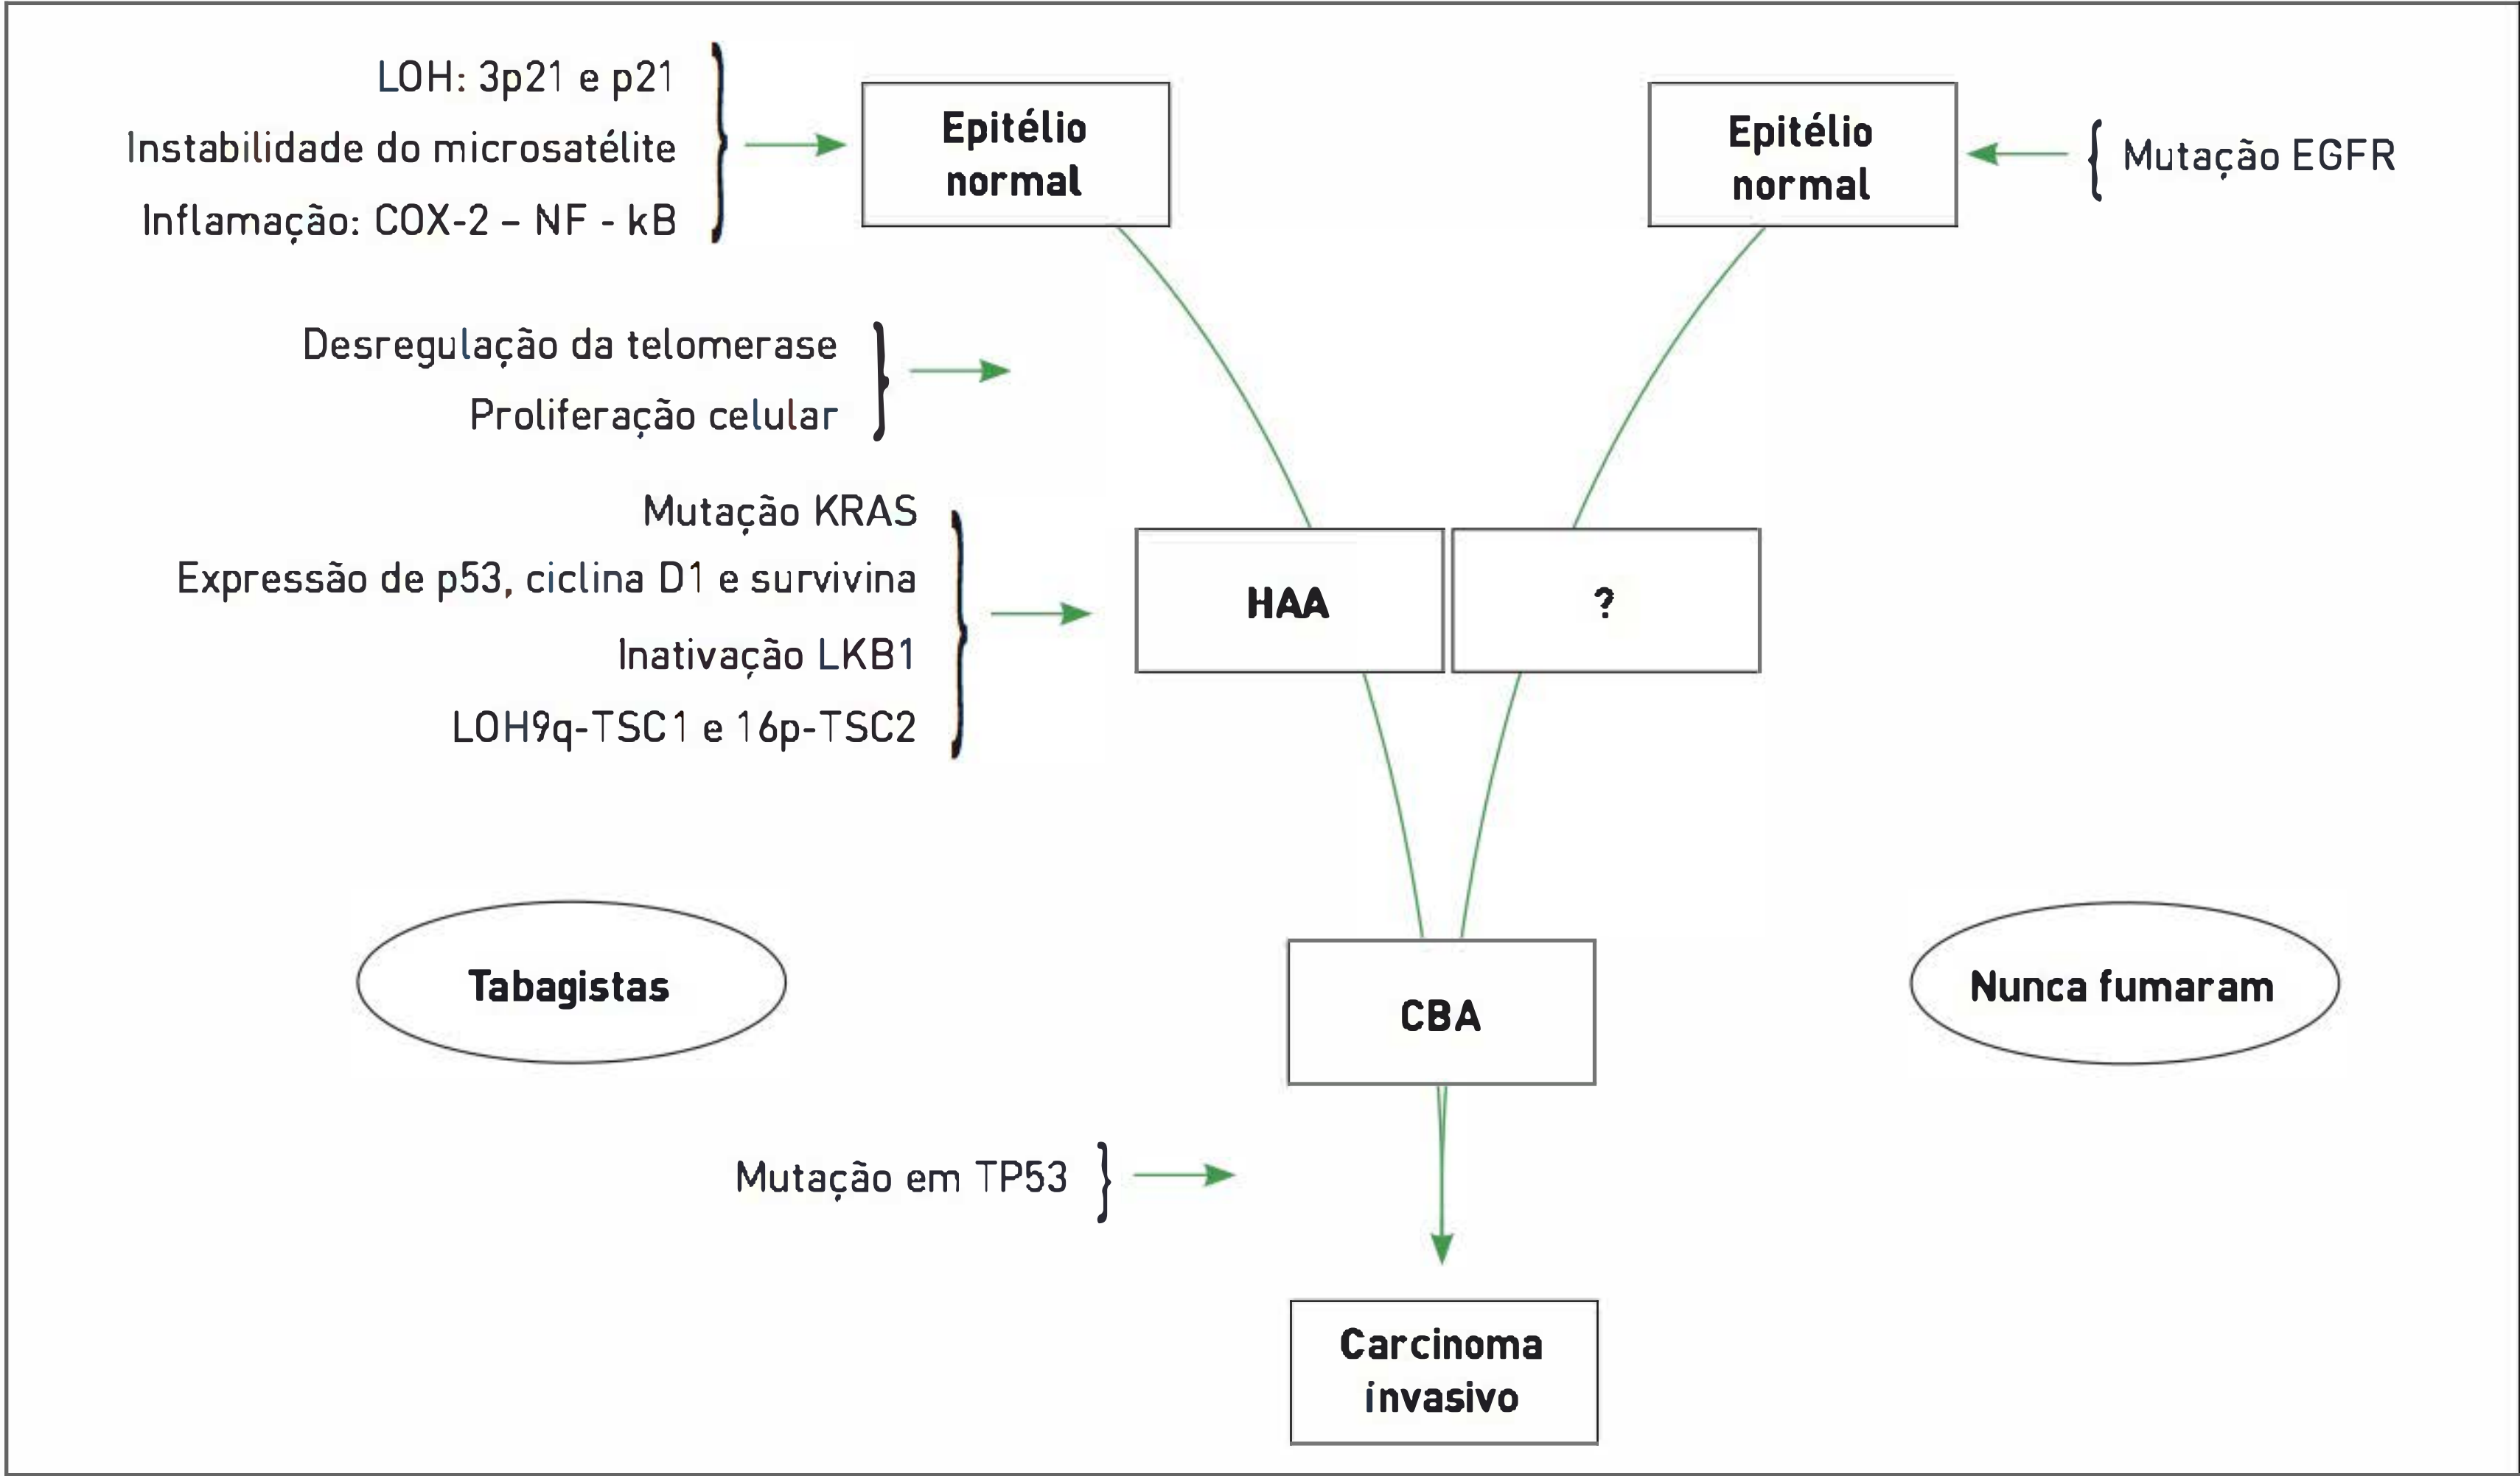 LOH: 3p21 e p21
Instabilidade do microsatélite
Inflamação: COX-2 – NF - kB
Epitélio
normal
Epitélio
normal
Mutação EGFR
Desregulação da telomerase
Proliferação celular
Mutação KRAS
Expressão de p53, ciclina D1 e survivina
Inativação LKB1
LOH9q-TSC1 e 16p-TSC2
HAA
?
Tabagistas
CBA
Nunca fumaram
Mutação em TP53
Carcinoma
invasivo